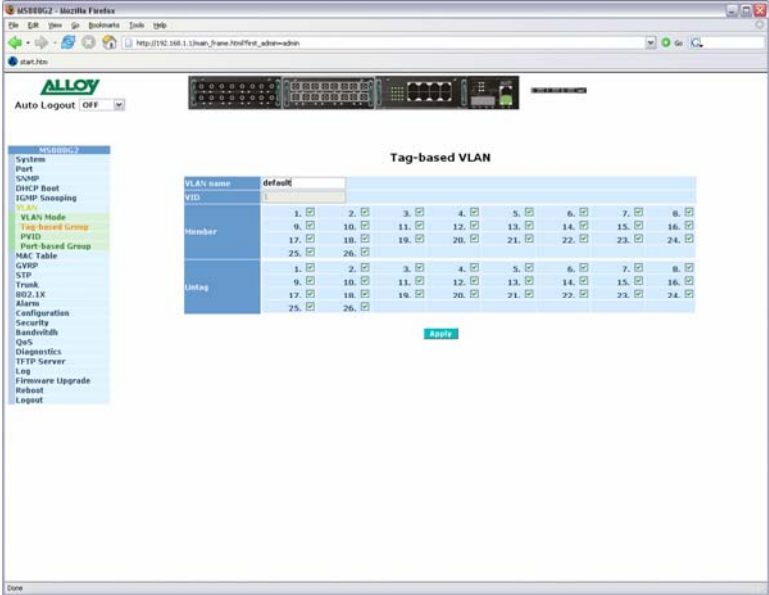 MS880G2 - Mozilla Firefox
File Edit View Go Bookmarks Tools Help
http://192.168.1.1/main_frame.html?first_admin=admin
Go
start.htm
ALLOY
Auto Logout OFF
MS880G2
System
Port
SNMP
DHCP Boot
IGMP Snooping
VLAN
VLAN Mode
Tag-based Group
PVID
Port-based Group
MAC Table
GVRP
STP
Trunk
802.1X
Alarm
Configuration
Security
Bandwitdh
QoS
Diagnostics
TFTP Server
Log
Firmware Upgrade
Reboot
Logout
Tag-based VLAN
VLAN name default
VID 1
Member
1. 2. 3. 4. 5. 6. 7. 8.
9. 10. 11. 12. 13. 14. 15. 16.
17. 18. 19. 20. 21. 22. 23. 24.
25. 26.
Untag
1. 2. 3. 4. 5. 6. 7. 8.
9. 10. 11. 12. 13. 14. 15. 16.
17. 18. 19. 20. 21. 22. 23. 24.
25. 26.
Apply
Done